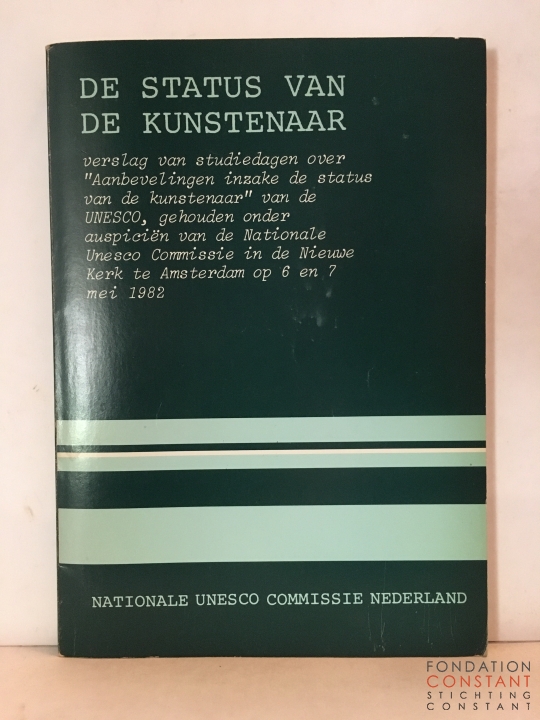 DE STATUS VAN
DE KUNSTENAAR
verslag van studiedagen over
"Aanbevelingen inzake de status
van de kunstenaar" van de
UNESCO, gehouden onder
auspiciën van de Nationale
Unesco Commissie in de Nieuwe
Kerk te Amsterdam op 6 en 7
mei 1982
NATIONALE UNESCO COMMISSIE NEDERLAND
FONDATION
CONSTANT
STICHTING
CONSTANT